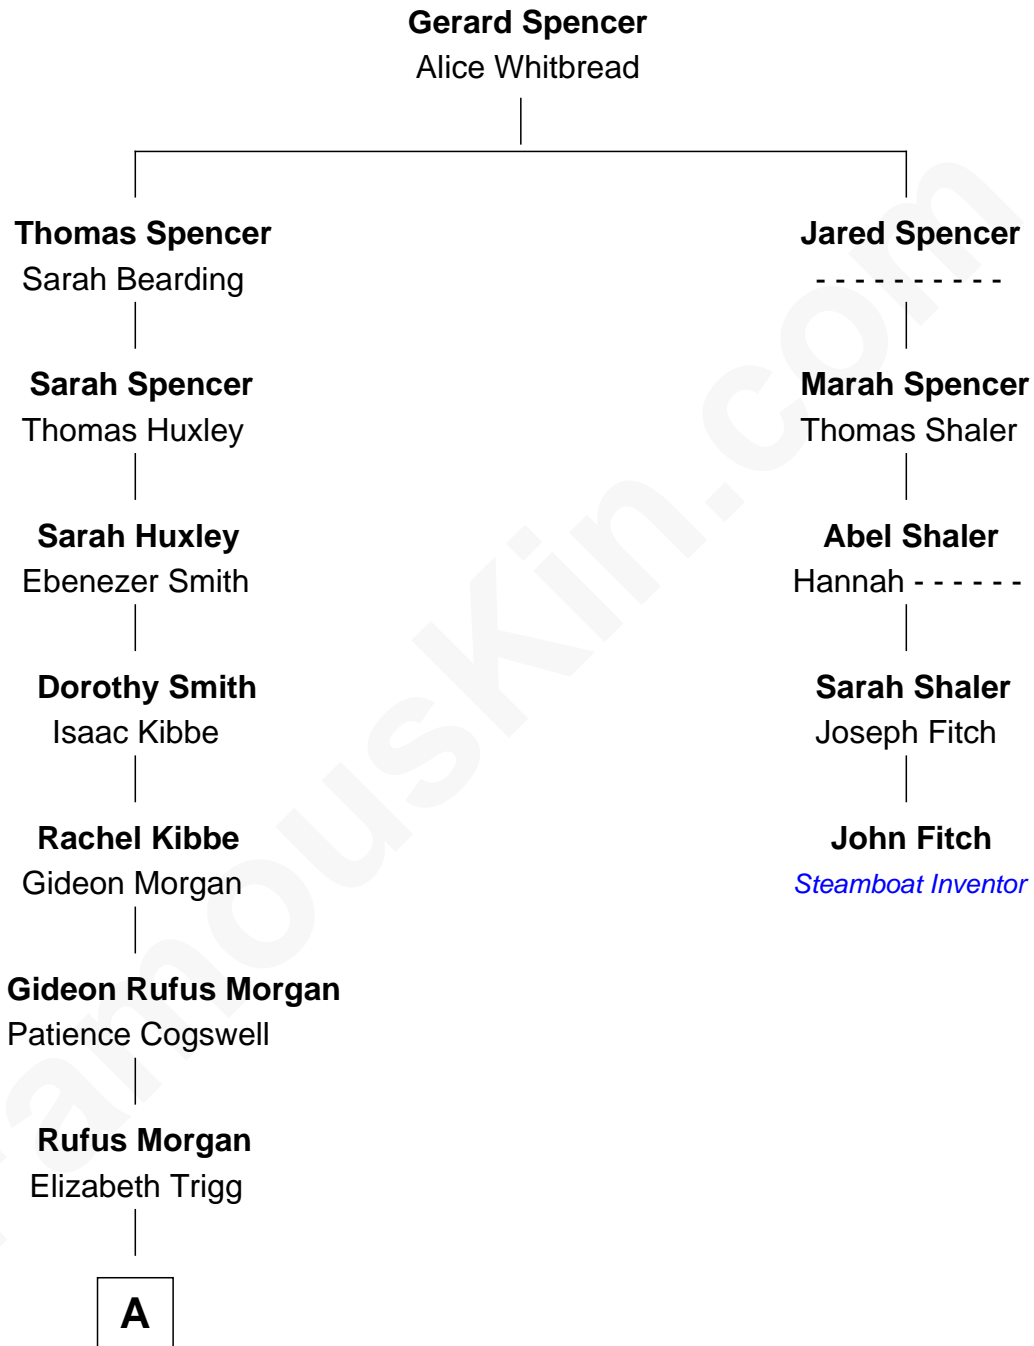 Gerard Spencer
Alice Whitbread
Thomas Spencer
Sarah Bearding
Jared Spencer
- - - - - - - - - -
Sarah Spencer
Thomas Huxley
Marah Spencer
Thomas Shaler
Sarah Huxley
Ebenezer Smith
Abel Shaler
Hannah - - - - - -
Dorothy Smith
Isaac Kibbe
Sarah Shaler
Joseph Fitch
Rachel Kibbe
Gideon Morgan
John Fitch
Steamboat Inventor
Gideon Rufus Morgan
Patience Cogswell
Rufus Morgan
Elizabeth Trigg
A
FamousKin.com